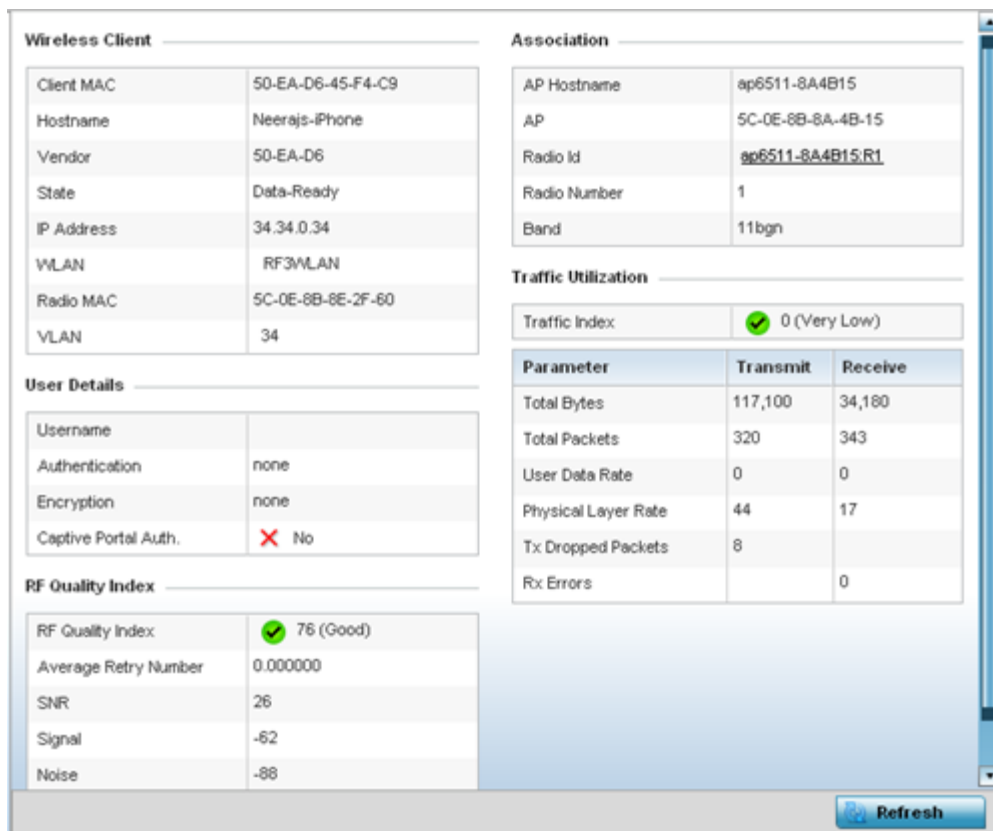 Wireless Client
Client MAC 50-EA-D6-45-F4-C9
Hostname Neerajs-iPhone
Vendor 50-EA-D6
State Data-Ready
IP Address 34.34.0.34
WLAN RF3WLAN
Radio MAC 5C-0E-8B-8E-2F-60
VLAN 34
User Details
Username
Authentication none
Encryption none
Captive Portal Auth. No
RF Quality Index
RF Quality Index 76 (Good)
Average Retry Number 0.000000
SNR 26
Signal -62
Noise -88
Association
AP Hostname ap6511-8A4B15
AP 5C-0E-8B-8A-4B-15
Radio Id ap6511-8A4B15:R1
Radio Number 1
Band 11bgn
Traffic Utilization
Traffic Index 0 (Very Low)
Parameter Transmit Receive
Total Bytes 117,100 34,180
Total Packets 320 343
User Data Rate 0 0
Physical Layer Rate 44 17
Tx Dropped Packets 8
Rx Errors 0
Refresh